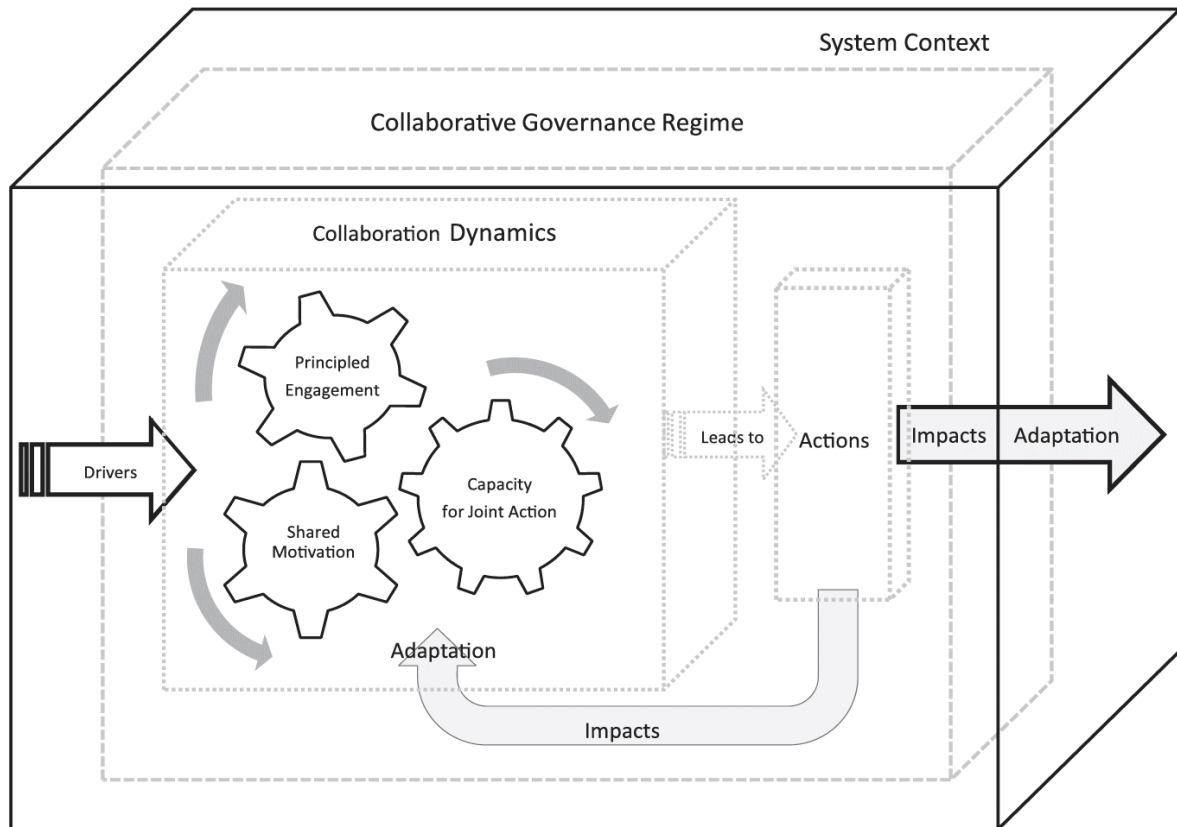 System Context
Collaborative Governance Regime
Collaboration Dynamics
Principled
Engagement
Drivers
Shared
Motivation
Capacity
for Joint Action
Leads to
Actions
Impacts
Adaptation
Adaptation
Impacts